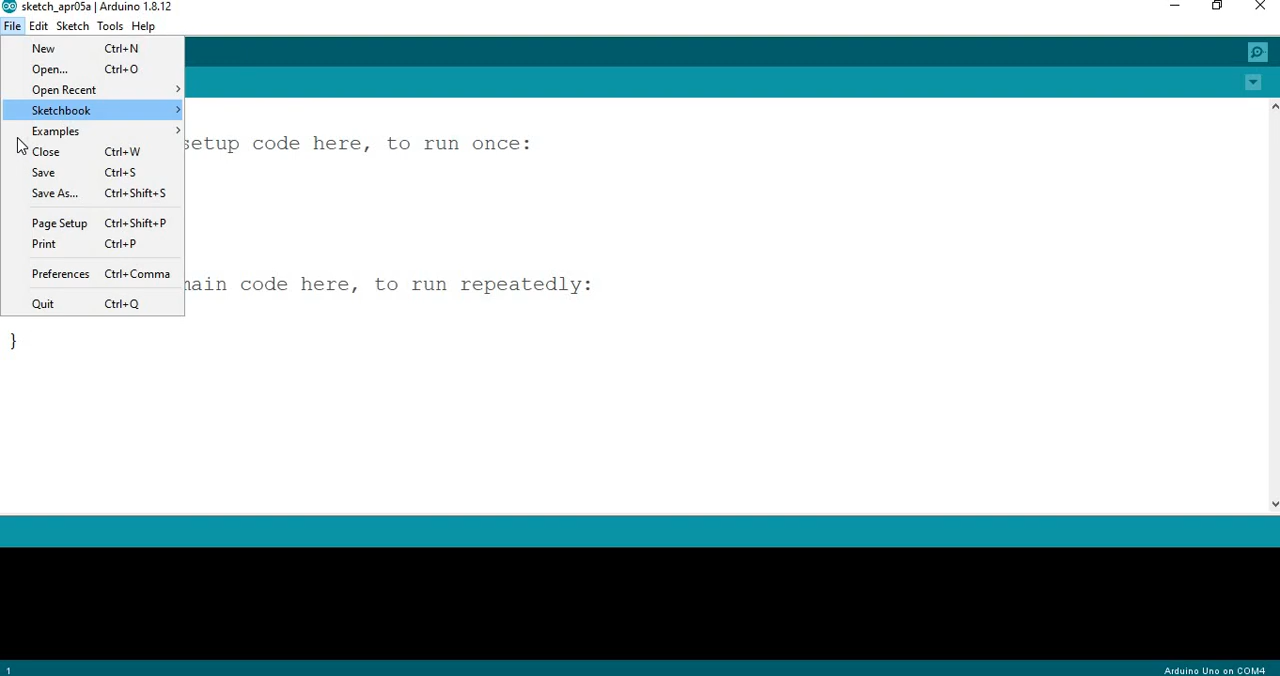 sketch_apr05a | Arduino 1.8.12
File Edit Sketch Tools Help
New Ctrl+N
Open... Ctrl+O
Open Recent
Sketchbook
Examples
setup code here, to run once:
Close Ctrl+W
Save Ctrl+S
Save As... Ctrl+Shift+S
Page Setup Ctrl+Shift+P
Print Ctrl+P
Preferences Ctrl+Comma
main code here, to run repeatedly:
Quit Ctrl+Q
}
1 Arduino Uno on COM4